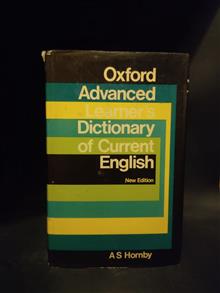 Oxford
Advanced
Learner's
Dictionary
of Current
English
New Edition
A S Hornby